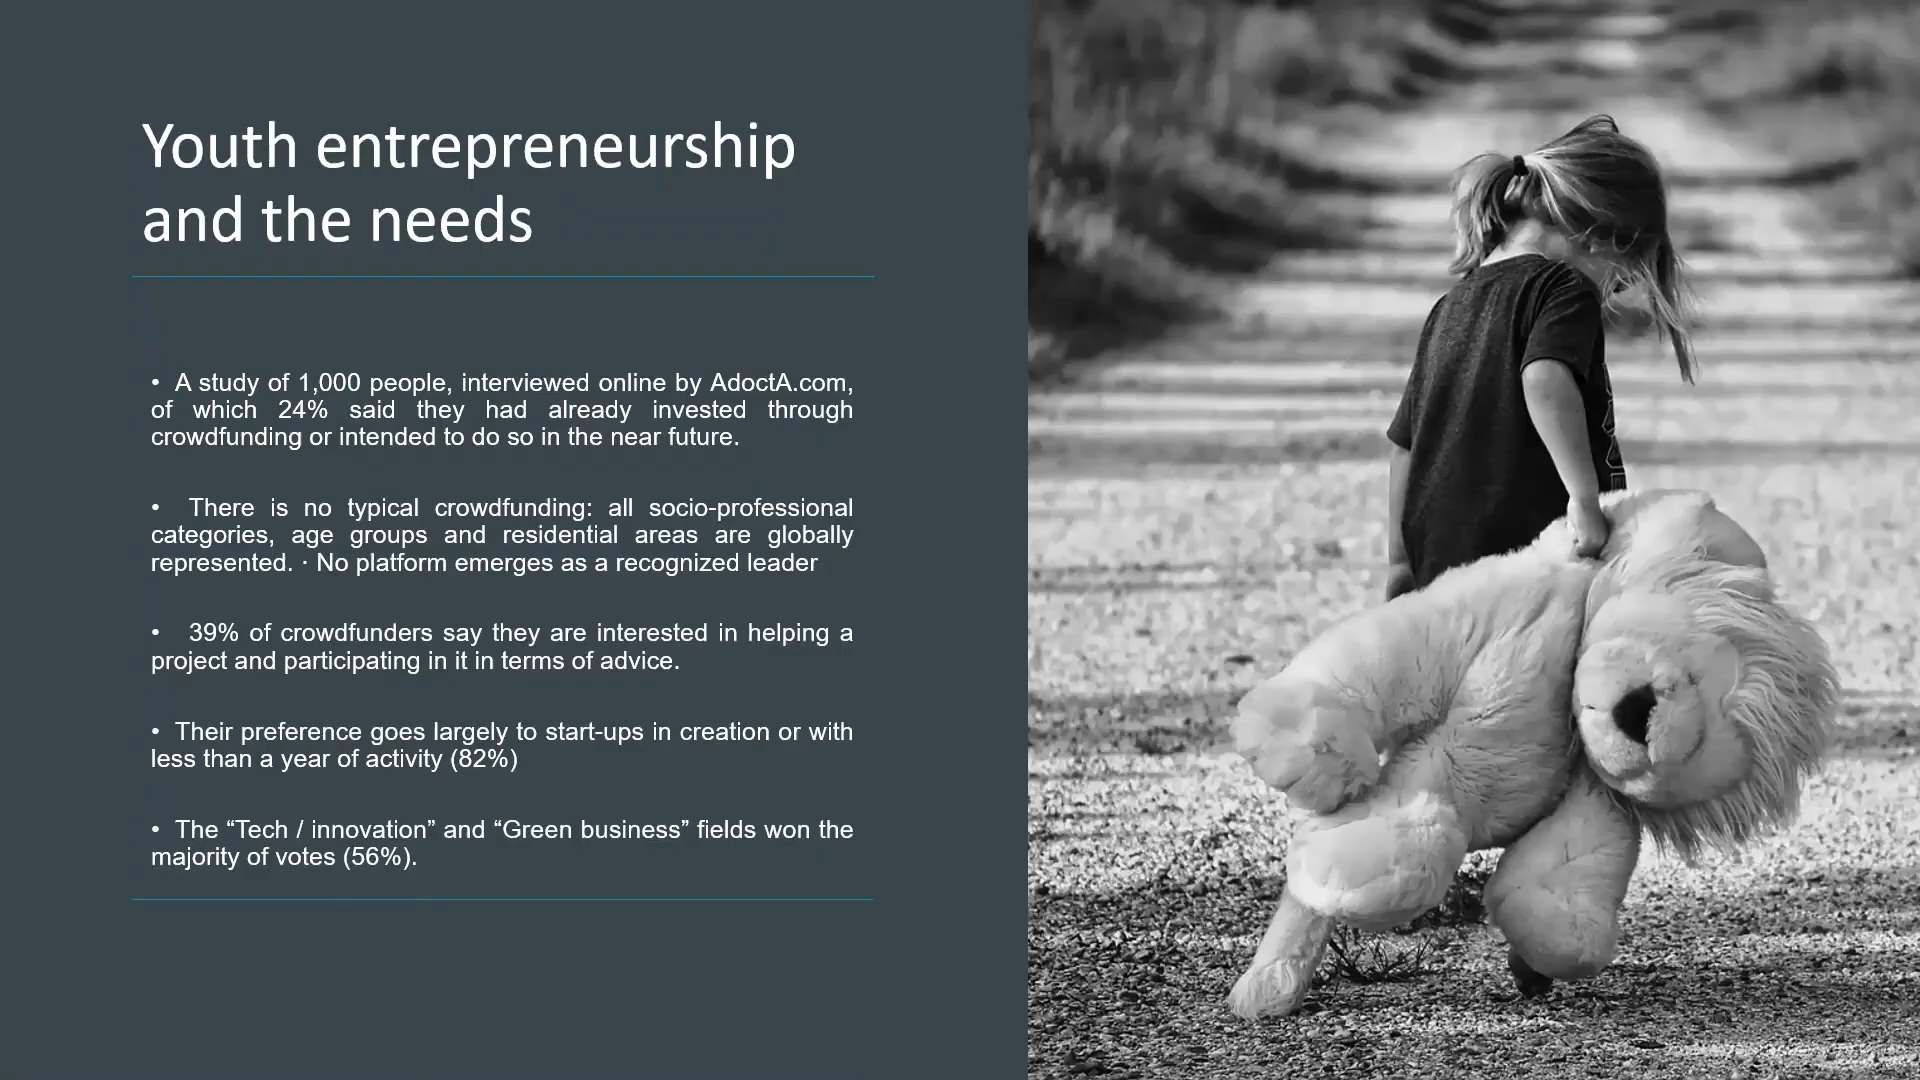 Youth entrepreneurship
and the needs
• A study of 1,000 people, interviewed online by AdoctA.com,
of which 24% said they had already invested through
crowdfunding or intended to do so in the near future.
• There is no typical crowdfunding: all socio-professional
categories, age groups and residential areas are globally
represented. · No platform emerges as a recognized leader
• 39% of crowdfunders say they are interested in helping a
project and participating in it in terms of advice.
• Their preference goes largely to start-ups in creation or with
less than a year of activity (82%)
• The “Tech / innovation” and “Green business” fields won the
majority of votes (56%).